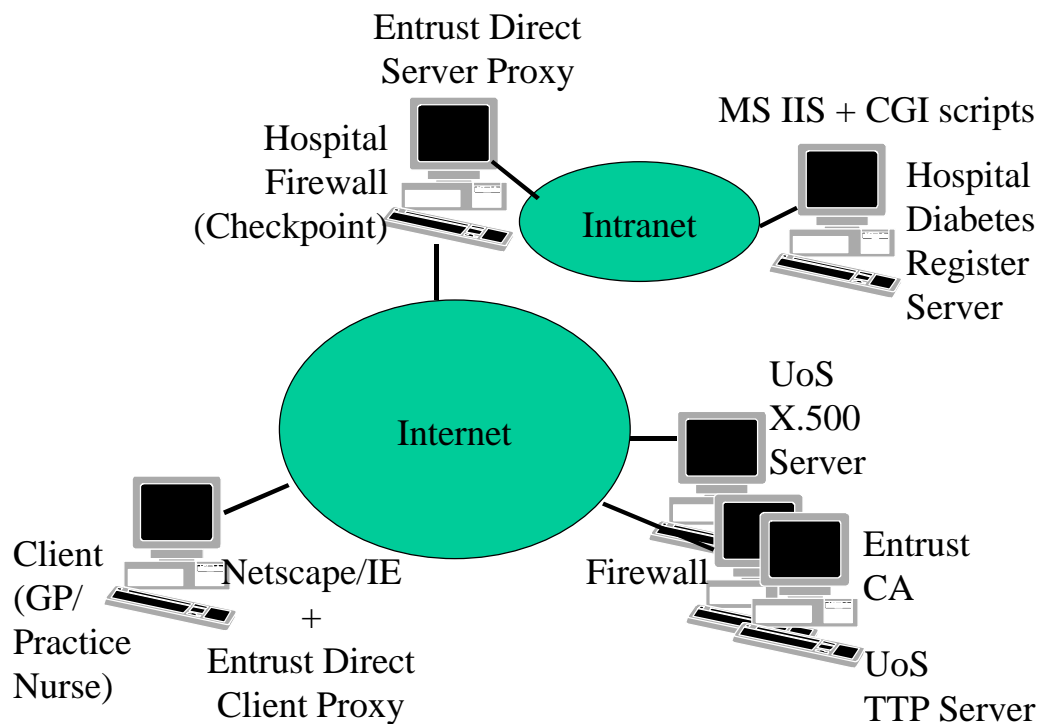 Entrust Direct
Server Proxy
MS IIS + CGI scripts
Hospital
Firewall
(Checkpoint)
Intranet
Hospital
Diabetes
Register
Server
Internet
UoS
X.500
Server
Client
(GP/
Practice
Nurse)
Netscape/IE
+
Entrust Direct
Client Proxy
Firewall
Entrust
CA
UoS
TTP Server